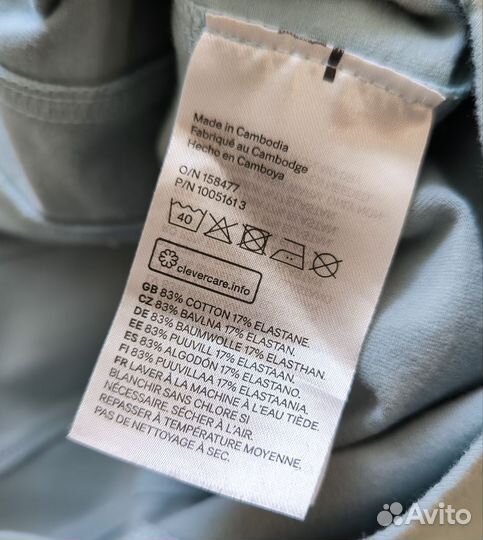 Made in Cambodia
Fabriqué au Cambodge
Hecho en Camboya
O/N 158477
P/N 1005161 3
40
clevercare.info
GB 83% COTTON 17% ELASTANE.
CZ 83% BAVLNA 17% ELASTAN.
DE 83% BAUMWOLLE 17% ELASTHAN.
EE 83% PUUVILL 17% ELASTAAN.
ES 83% ALGODÓN 17% ELASTANO.
FI 83% PUUVILLAA 17% ELASTAANIA.
FR LAVER À LA MACHINE À L'EAU TIÈDE.
BLANCHIR SANS CHLORE SI
NÉCESSAIRE. SÉCHER À L'AIR.
REPASSER À TEMPÉRATURE MOYENNE.
PAS DE NETTOYAGE À SEC.
Avito